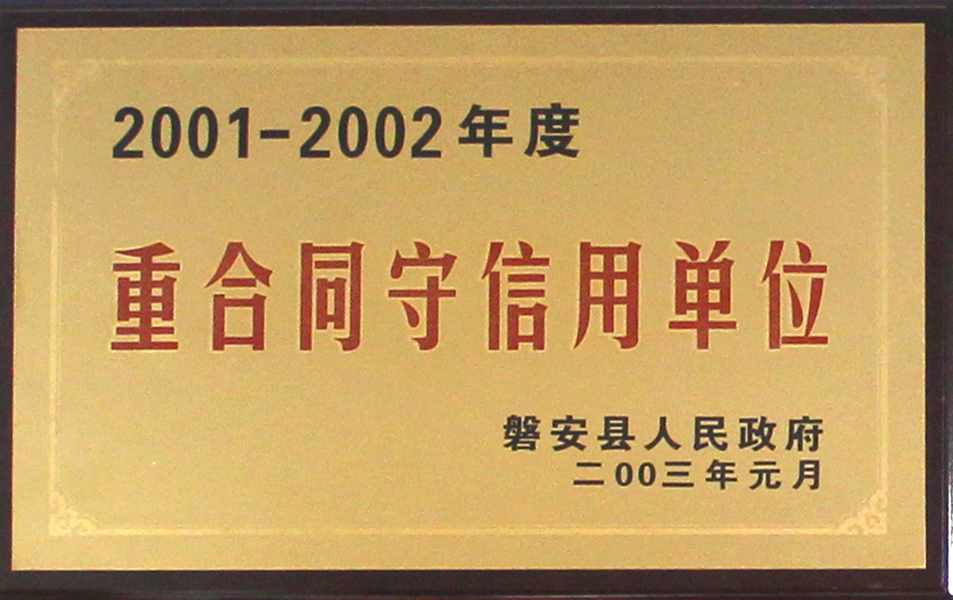 2001-2002年度
重合同守信用单位
磐安县人民政府
二00三年元月